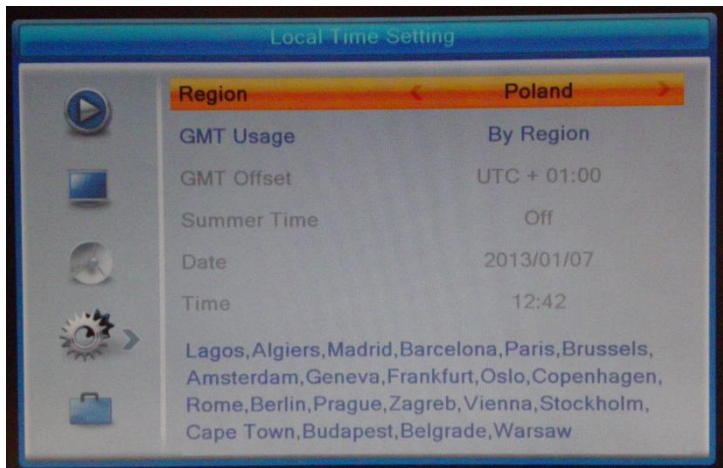 Local Time Setting
Region < Poland >
GMT Usage By Region
GMT Offset UTC + 01:00
Summer Time Off
Date 2013/01/07
Time 12:42
Lagos,Algiers,Madrid,Barcelona,Paris,Brussels,
Amsterdam,Geneva,Frankfurt,Oslo,Copenhagen,
Rome,Berlin,Prague,Zagreb,Vienna,Stockholm,
Cape Town,Budapest,Belgrade,Warsaw